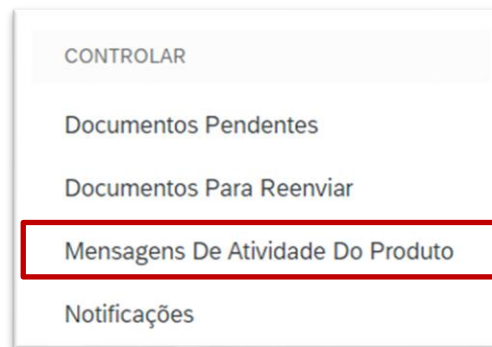 CONTROLAR
Documentos Pendentes
Documentos Para Reenviar
Mensagens De Atividade Do Produto
Notificações